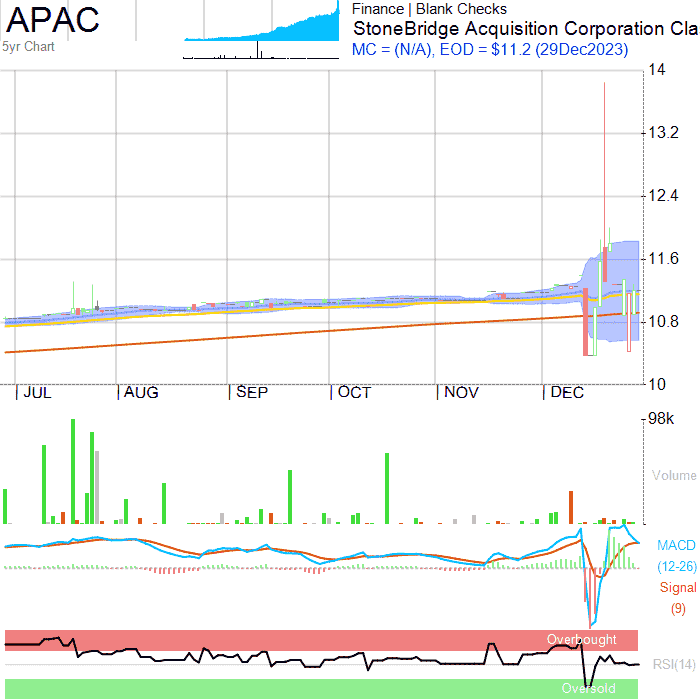 APAC
5yr Chart
Finance | Blank Checks
StoneBridge Acquisition Corporation Cla
MC = (N/A), EOD = $11.2 (29Dec2023)
14
13.2
12.4
11.6
10.8
10
JUL AUG SEP OCT NOV DEC
98k
Volume
MACD
(12-26)
Signal
(9)
Overbought
RSI(14)
Oversold